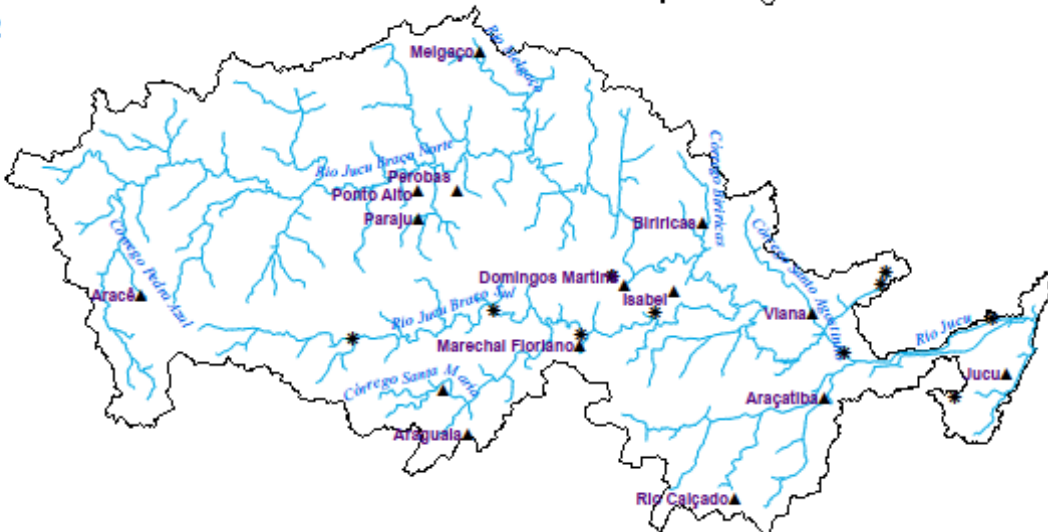 Melgaço
Rio Melgaço
Córrego Biriricas
Rio Jucu Braço Norte
Perobas
Ponto Alto
Paraju
Biriricas
Córrego Pedra Azul
Córrego Santo Agostinho
Domingos Martins
Aracê
Isabel
Viana
Rio Jucu Braço Sul
Rio Jucu
Marechal Floriano
Córrego Santa Maria
Jucu
Araçatiba
Araguaia
Rio Calçado